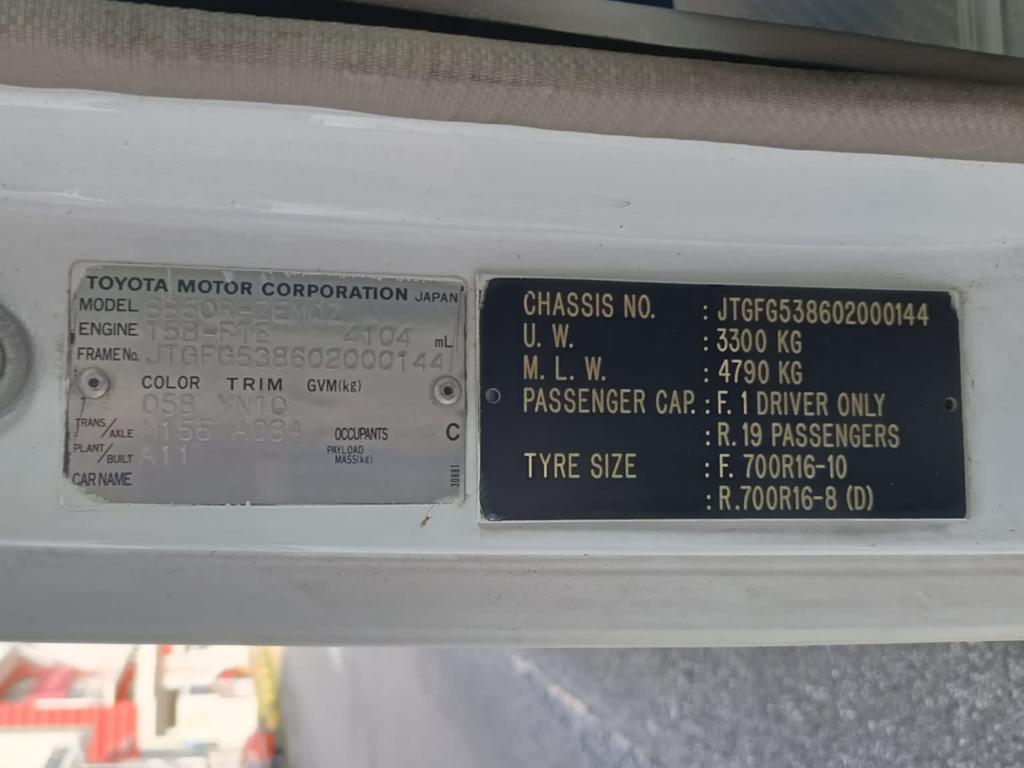 TOYOTA MOTOR CORPORATION JAPAN
MODEL BB50R-ZEMQZ
ENGINE 15B-FTE 4104 mL
FRAME No. JTGFG538602000144
COLOR TRIM GVM(kg)
058 YN10
TRANS./AXLE M155 A03A OCCUPANTS C
PLANT/BUILT A11 PAYLOAD MASS(kg)
CAR NAME
30881
CHASSIS NO. : JTGFG538602000144
U. W. : 3300 KG
M. L. W. : 4790 KG
PASSENGER CAP. : F. 1 DRIVER ONLY
: R. 19 PASSENGERS
TYRE SIZE : F. 700R16-10
: R. 700R16-8 (D)